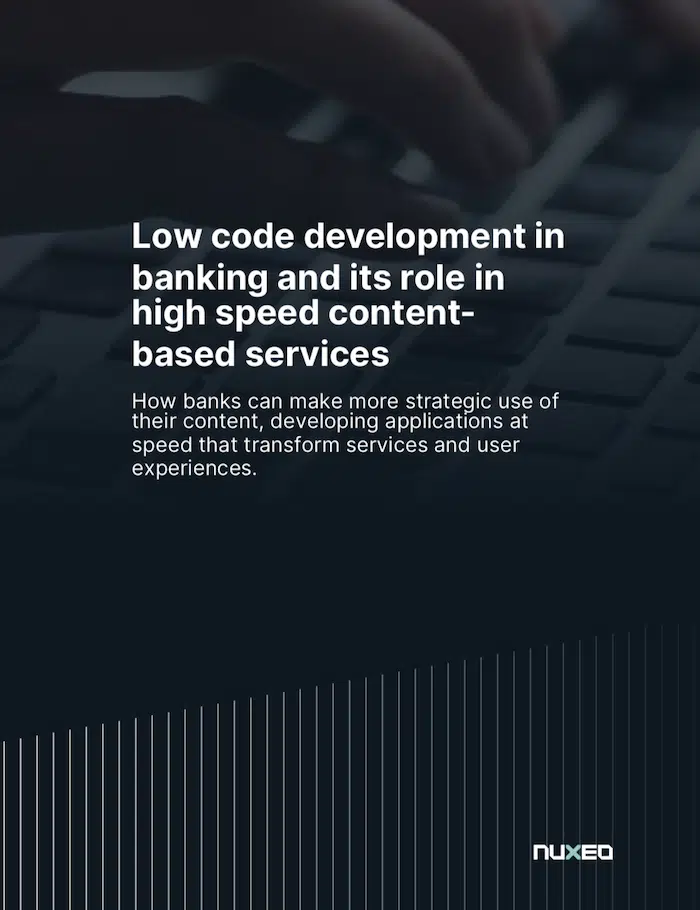 Low code development in
banking and its role in
high speed content-
based services
How banks can make more strategic use of
their content, developing applications at
speed that transform services and user
experiences.
nuxeo